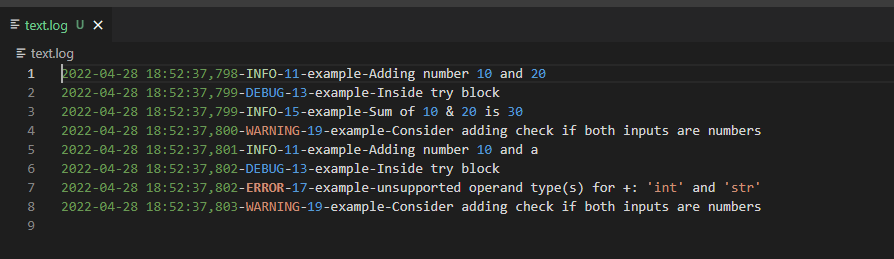 text.log U ×
text.log
1 2022-04-28 18:52:37,798-INFO-11-example-Adding number 10 and 20
2 2022-04-28 18:52:37,799-DEBUG-13-example-Inside try block
3 2022-04-28 18:52:37,799-INFO-15-example-Sum of 10 & 20 is 30
4 2022-04-28 18:52:37,800-WARNING-19-example-Consider adding check if both inputs are numbers
5 2022-04-28 18:52:37,801-INFO-11-example-Adding number 10 and a
6 2022-04-28 18:52:37,802-DEBUG-13-example-Inside try block
7 2022-04-28 18:52:37,802-ERROR-17-example-unsupported operand type(s) for +: 'int' and 'str'
8 2022-04-28 18:52:37,803-WARNING-19-example-Consider adding check if both inputs are numbers
9